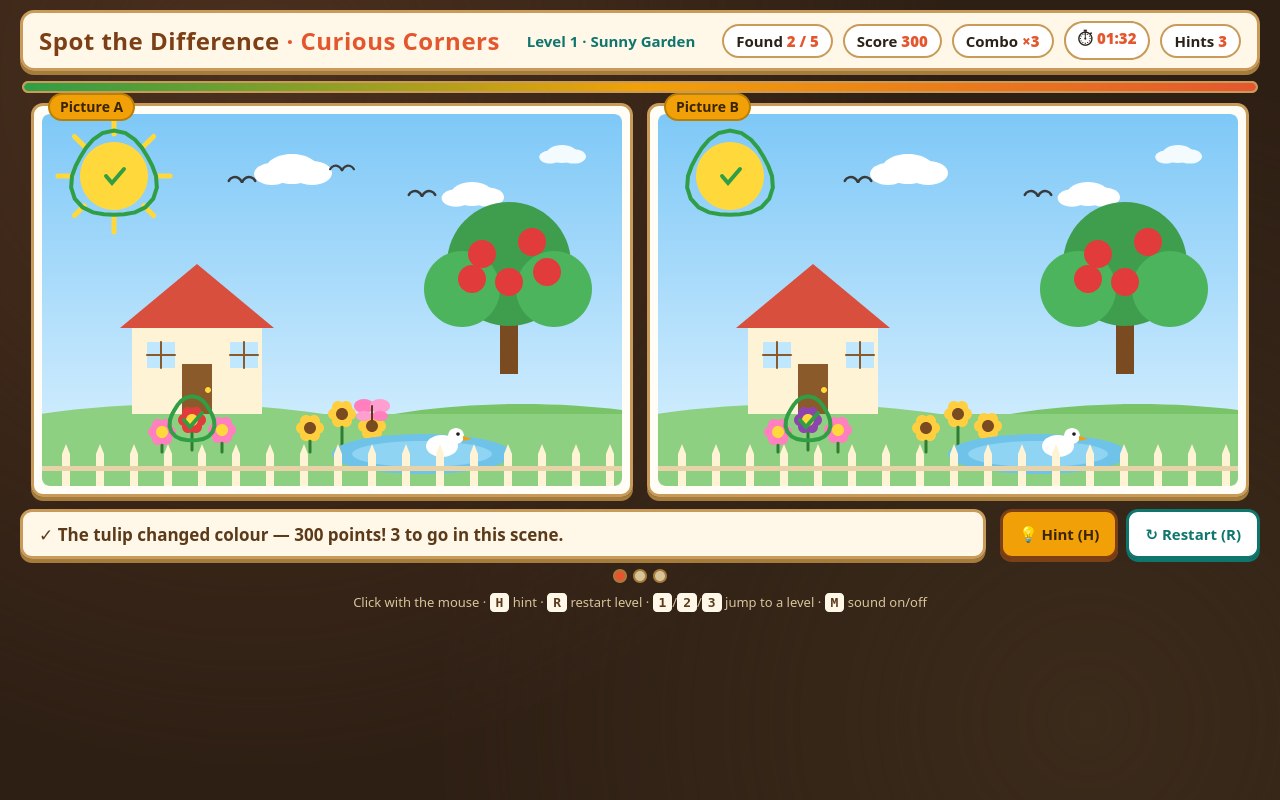 Spot the Difference · Curious Corners
Level 1 · Sunny Garden
Found 2 / 5
Score 300
Combo ×3
⏱ 01:32
Hints 3
Picture A
Picture B
✓ The tulip changed colour — 300 points! 3 to go in this scene.
💡 Hint (H)
↻ Restart (R)
Click with the mouse · H hint · R restart level · 1/2/3 jump to a level · M sound on/off